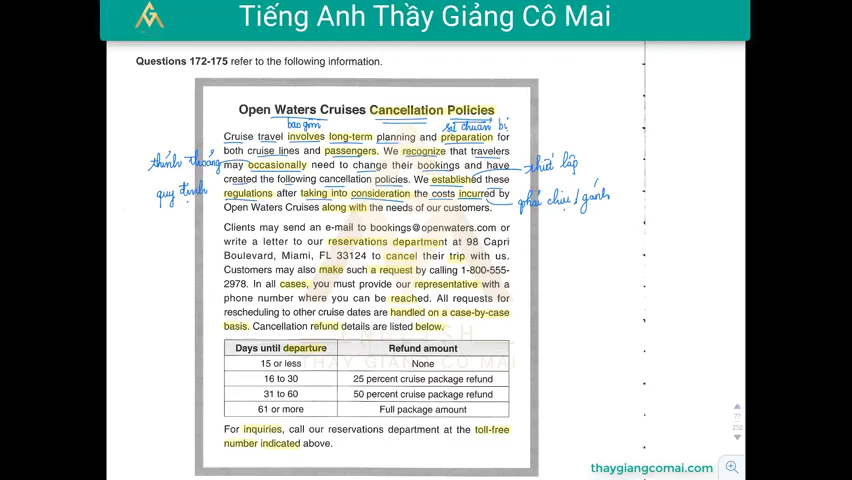 Tiếng Anh Thầy Giảng Cô Mai
Questions 172-175 refer to the following information.
Open Waters Cruises Cancellation Policies
bao gồm
sự chuẩn bị
Cruise travel involves long-term planning and preparation for
both cruise lines and passengers. We recognize that travelers
thỉnh thoảng
may occasionally need to change their bookings and have
thiết lập
created the following cancellation policies. We established these
quy định
regulations after taking into consideration the costs incurred by
phải chịu / gánh
Open Waters Cruises along with the needs of our customers.
Clients may send an e-mail to bookings@openwaters.com or
write a letter to our reservations department at 98 Capri
Boulevard, Miami, FL 33124 to cancel their trip with us.
Customers may also make such a request by calling 1-800-555-
2978. In all cases, you must provide our representative with a
phone number where you can be reached. All requests for
rescheduling to other cruise dates are handled on a case-by-case
basis. Cancellation refund details are listed below.
ENGLISH
THẦY GIẢNG CÔ MAI
Days until departure Refund amount
15 or less None
16 to 30 25 percent cruise package refund
31 to 60 50 percent cruise package refund
61 or more Full package amount
For inquiries, call our reservations department at the toll-free
number indicated above.
thaygiangcomai.com